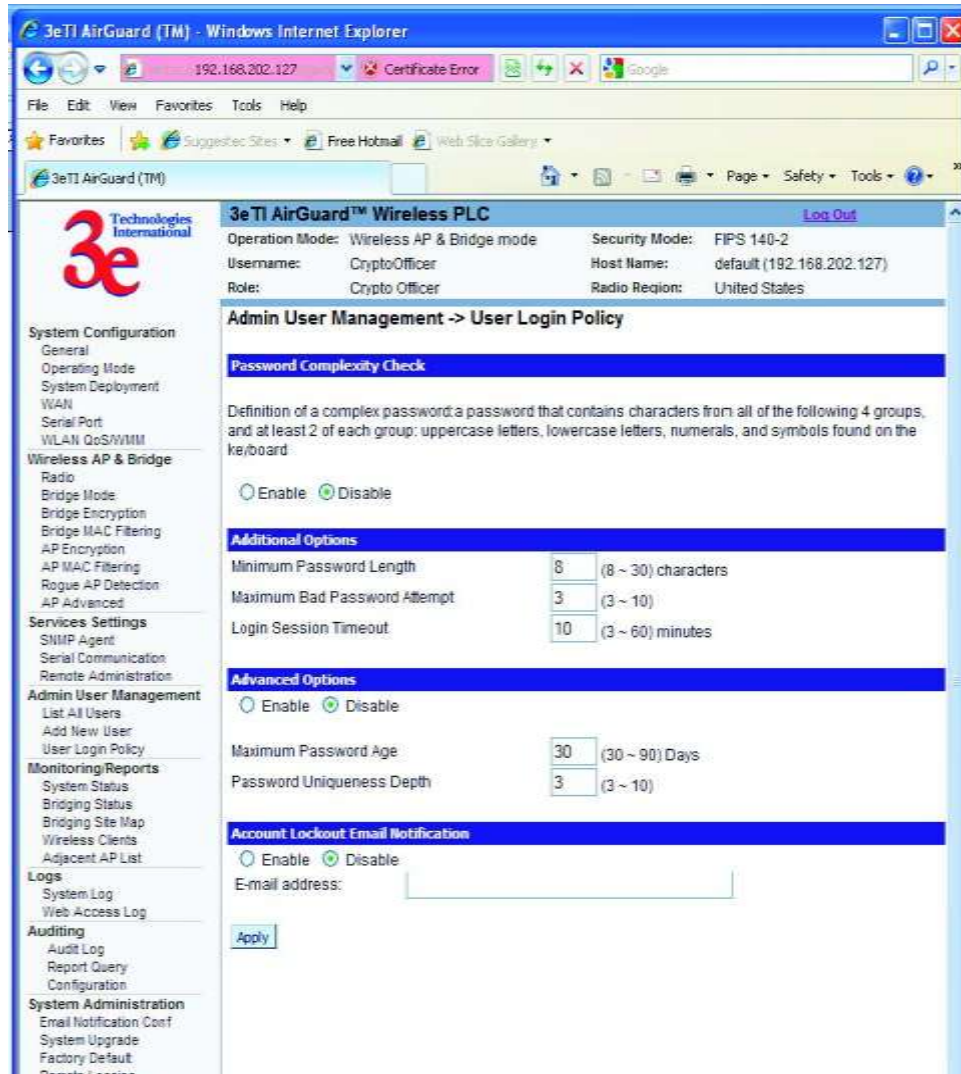 3eTI AirGuard (TM) - Windows Internet Explorer
192.168.202.127
Certificate Error
Google
File Edit View Favorites Tools Help
Favorites
Suggested Sites
Free Hotmail
Web Slice Gallery
3eTI AirGuard (TM)
Page Safety Tools
3e Technologies International
3eTI AirGuard™ Wireless PLC
Log Out
Operation Mode: Wireless AP & Bridge mode Security Mode: FIPS 140-2
Username: CryptoOfficer Host Name: default (192.168.202.127)
Role: Crypto Officer Radio Region: United States
System Configuration
General
Operating Mode
System Deployment
WAN
Serial Port
WLAN QoS/WMM
Wireless AP & Bridge
Radio
Bridge Mode
Bridge Encryption
Bridge MAC Filtering
AP Encryption
AP MAC Filtering
Rogue AP Detection
AP Advanced
Services Settings
SNMP Agent
Serial Communication
Remote Administration
Admin User Management
List All Users
Add New User
User Login Policy
Monitoring/Reports
System Status
Bridging Status
Bridging Site Map
Wireless Clients
Adjacent AP List
Logs
System Log
Web Access Log
Auditing
Audit Log
Report Query
Configuration
System Administration
Email Notification Conf
System Upgrade
Factory Default
Admin User Management -> User Login Policy
Password Complexity Check
Definition of a complex password:a password that contains characters from all of the following 4 groups,
and at least 2 of each group: uppercase letters, lowercase letters, numerals, and symbols found on the
keyboard
Enable Disable
Additional Options
Minimum Password Length 8 (8 ~ 30) characters
Maximum Bad Password Attempt 3 (3 ~ 10)
Login Session Timeout 10 (3 ~ 60) minutes
Advanced Options
Enable Disable
Maximum Password Age 30 (30 ~ 90) Days
Password Uniqueness Depth 3 (3 ~ 10)
Account Lockout Email Notification
Enable Disable
E-mail address:
Apply